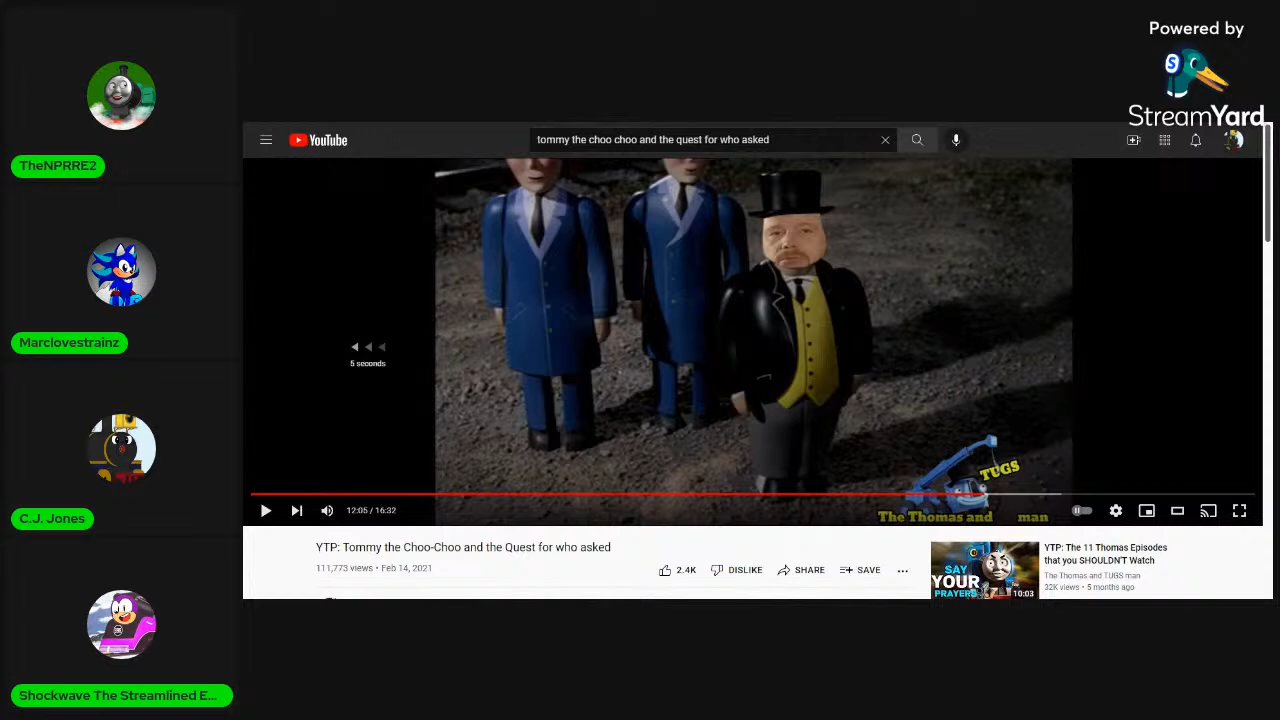 Powered by
StreamYard
TheNPRRE2
Marclovestrainz
C.J. Jones
Shockwave The Streamlined E...
YouTube
tommy the choo choo and the quest for who asked
5 seconds
TUGS
The Thomas and man
12:05 / 16:32
YTP: Tommy the Choo-Choo and the Quest for who asked
111,773 views • Feb 14, 2021
2.4K
DISLIKE
SHARE
SAVE
SAY
YOUR
PRAYERS
10:03
YTP: The 11 Thomas Episodes
that you SHOULDN'T Watch
The Thomas and TUGS man
32K views • 5 months ago